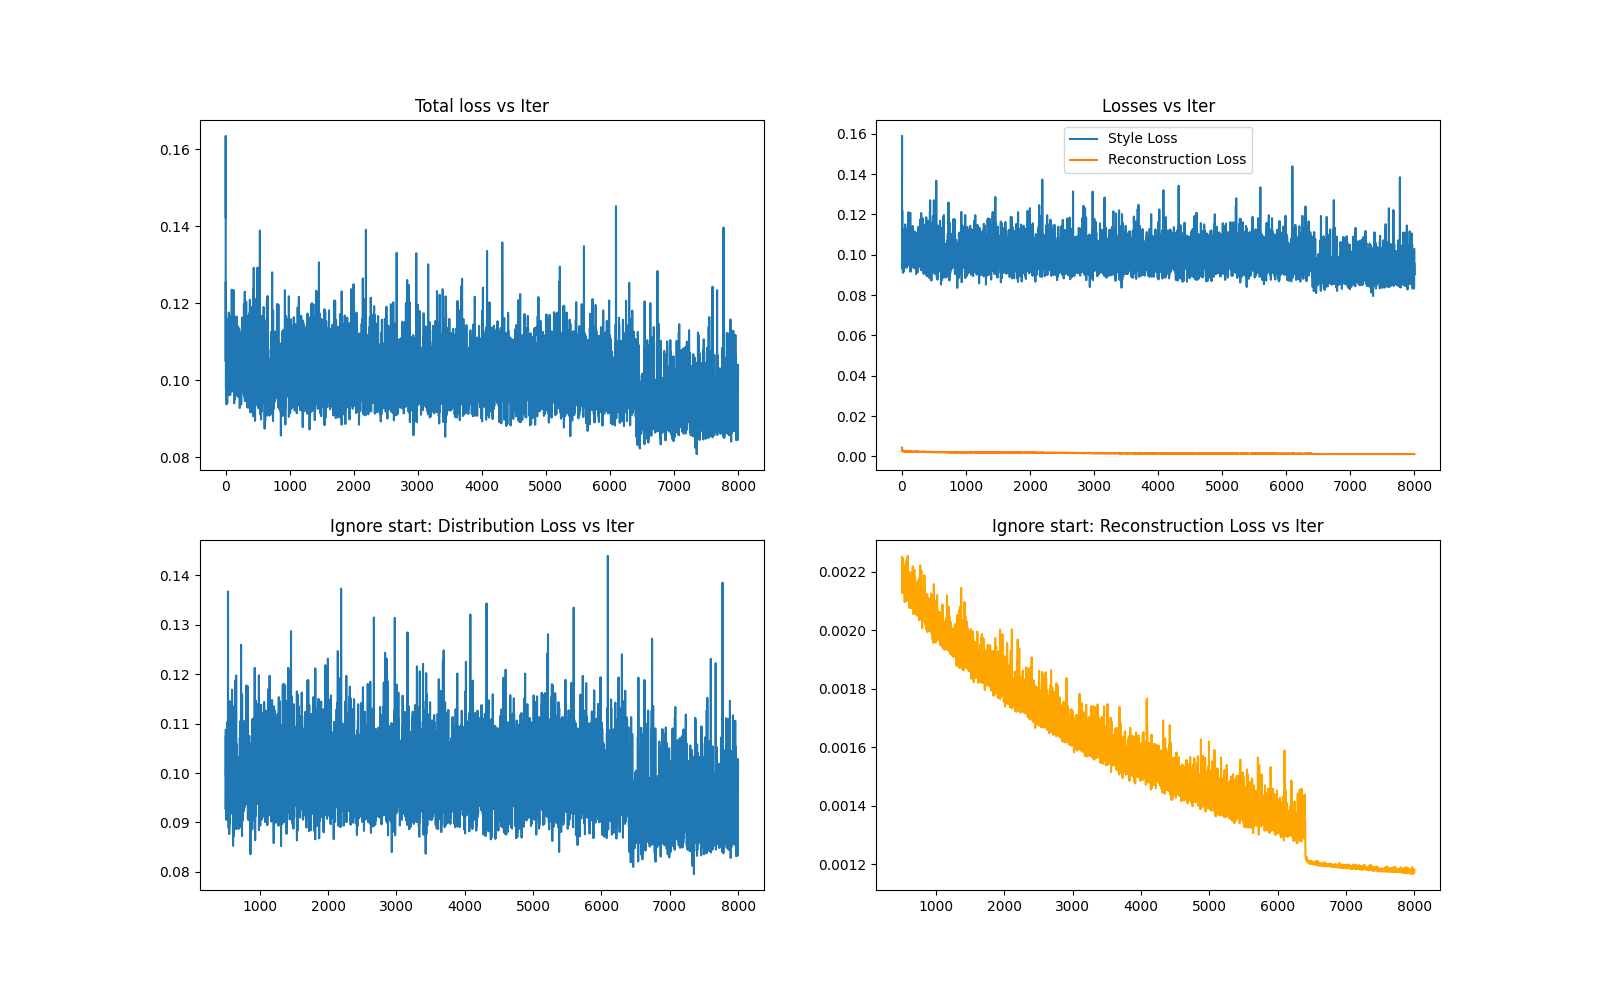 Total loss vs Iter
0.16
0.14
0.12
0.10
0.08
0 1000 2000 3000 4000 5000 6000 7000 8000
Losses vs Iter
Style Loss
Reconstruction Loss
0.16
0.14
0.12
0.10
0.08
0.06
0.04
0.02
0.00
0 1000 2000 3000 4000 5000 6000 7000 8000
Ignore start: Distribution Loss vs Iter
0.14
0.13
0.12
0.11
0.10
0.09
0.08
1000 2000 3000 4000 5000 6000 7000 8000
Ignore start: Reconstruction Loss vs Iter
0.0022
0.0020
0.0018
0.0016
0.0014
0.0012
1000 2000 3000 4000 5000 6000 7000 8000